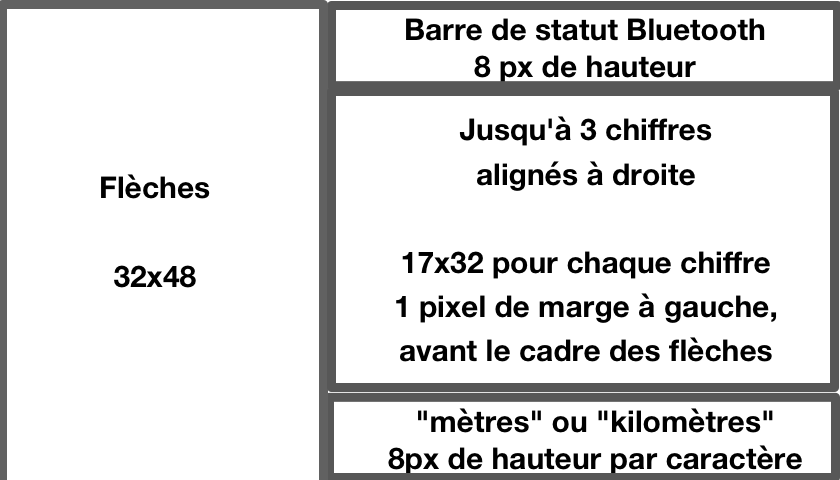 Flèches
32x48
Barre de statut Bluetooth
8 px de hauteur
Jusqu'à 3 chiffres
alignés à droite
17x32 pour chaque chiffre
1 pixel de marge à gauche,
avant le cadre des flèches
"mètres" ou "kilomètres"
8px de hauteur par caractère